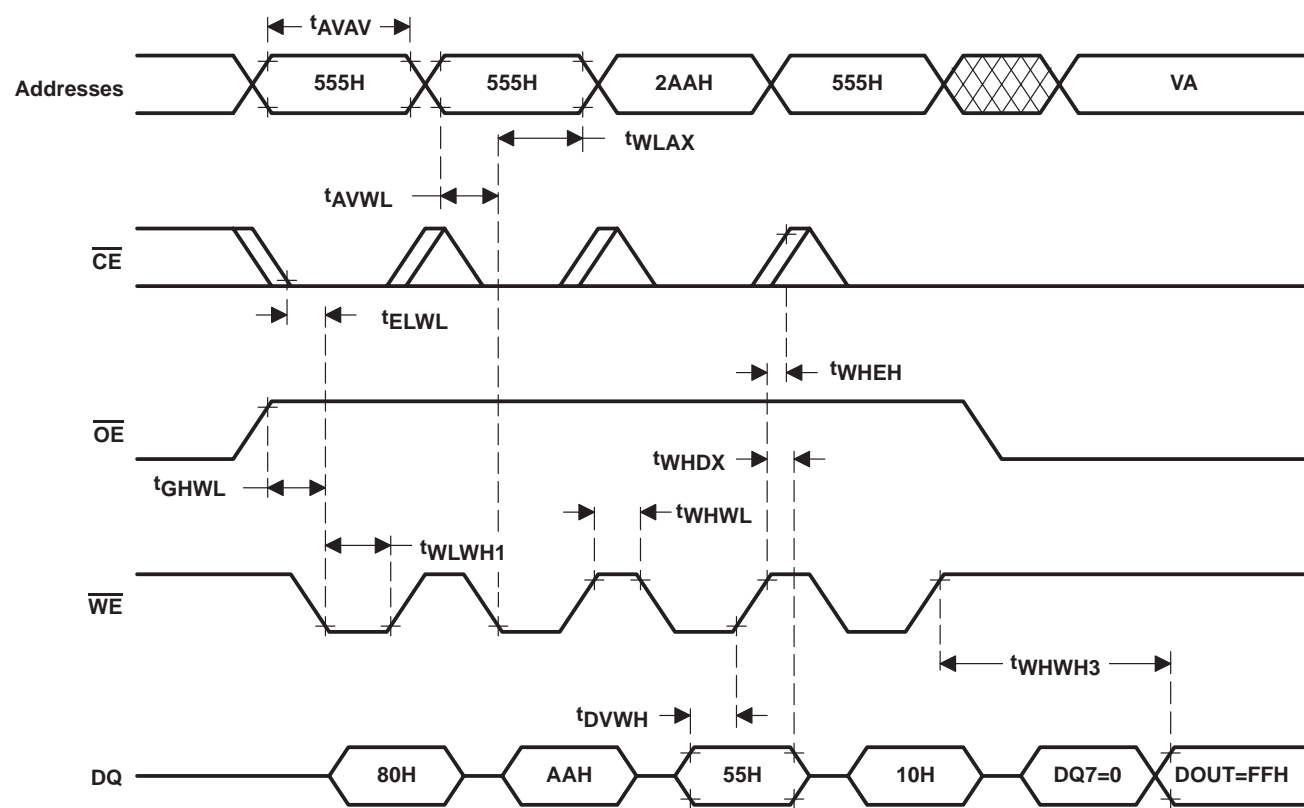 tAVAV
Addresses 555H 555H 2AAH 555H VA
tWLAX
tAVWL
CE
tELWL
tWHEH
OE
tWHDX
tGHWL
tWHWL
tWLWH1
WE
tWHWH3
tDVWH
DQ 80H AAH 55H 10H DQ7=0 DOUT=FFH